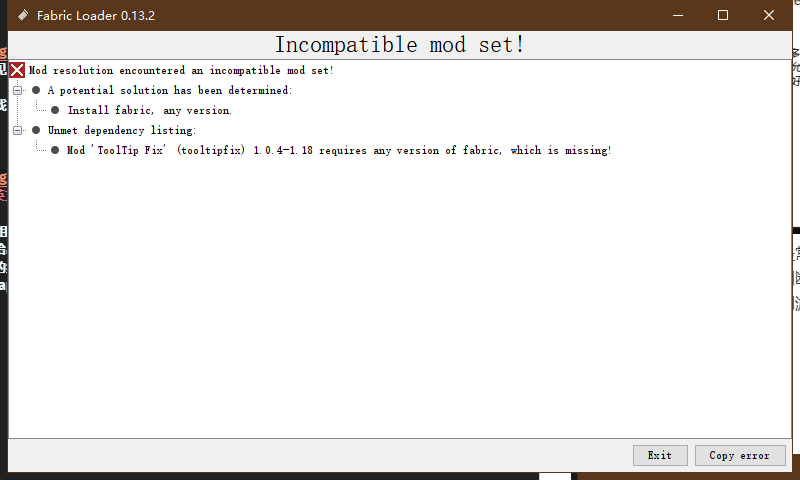 Fabric Loader 0.13.2
Incompatible mod set!
Mod resolution encountered an incompatible mod set!
A potential solution has been determined:
Install fabric, any version.
Unmet dependency listing:
Mod 'ToolTip Fix' (tooltipfix) 1.0.4-1.18 requires any version of fabric, which is missing!
Exit
Copy error